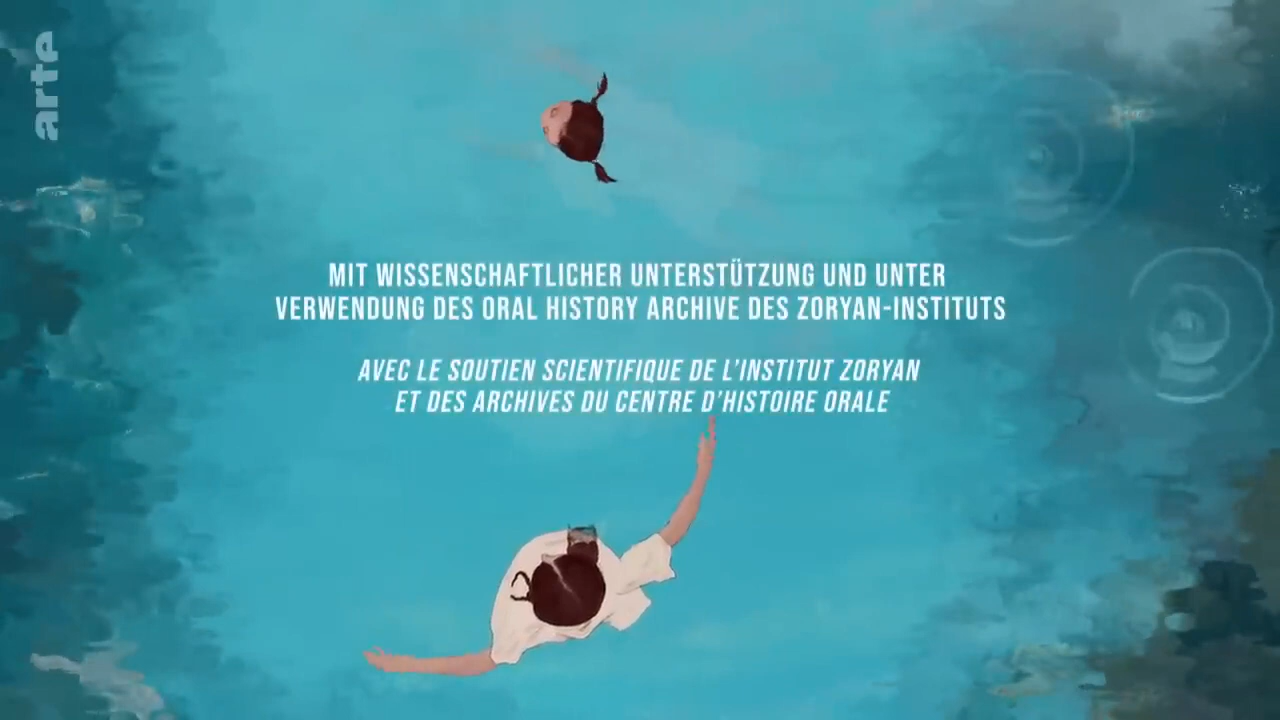 arte
MIT WISSENSCHAFTLICHER UNTERSTÜTZUNG UND UNTER
VERWENDUNG DES ORAL HISTORY ARCHIVE DES ZORYAN-INSTITUTS
AVEC LE SOUTIEN SCIENTIFIQUE DE L'INSTITUT ZORYAN
ET DES ARCHIVES DU CENTRE D'HISTOIRE ORALE